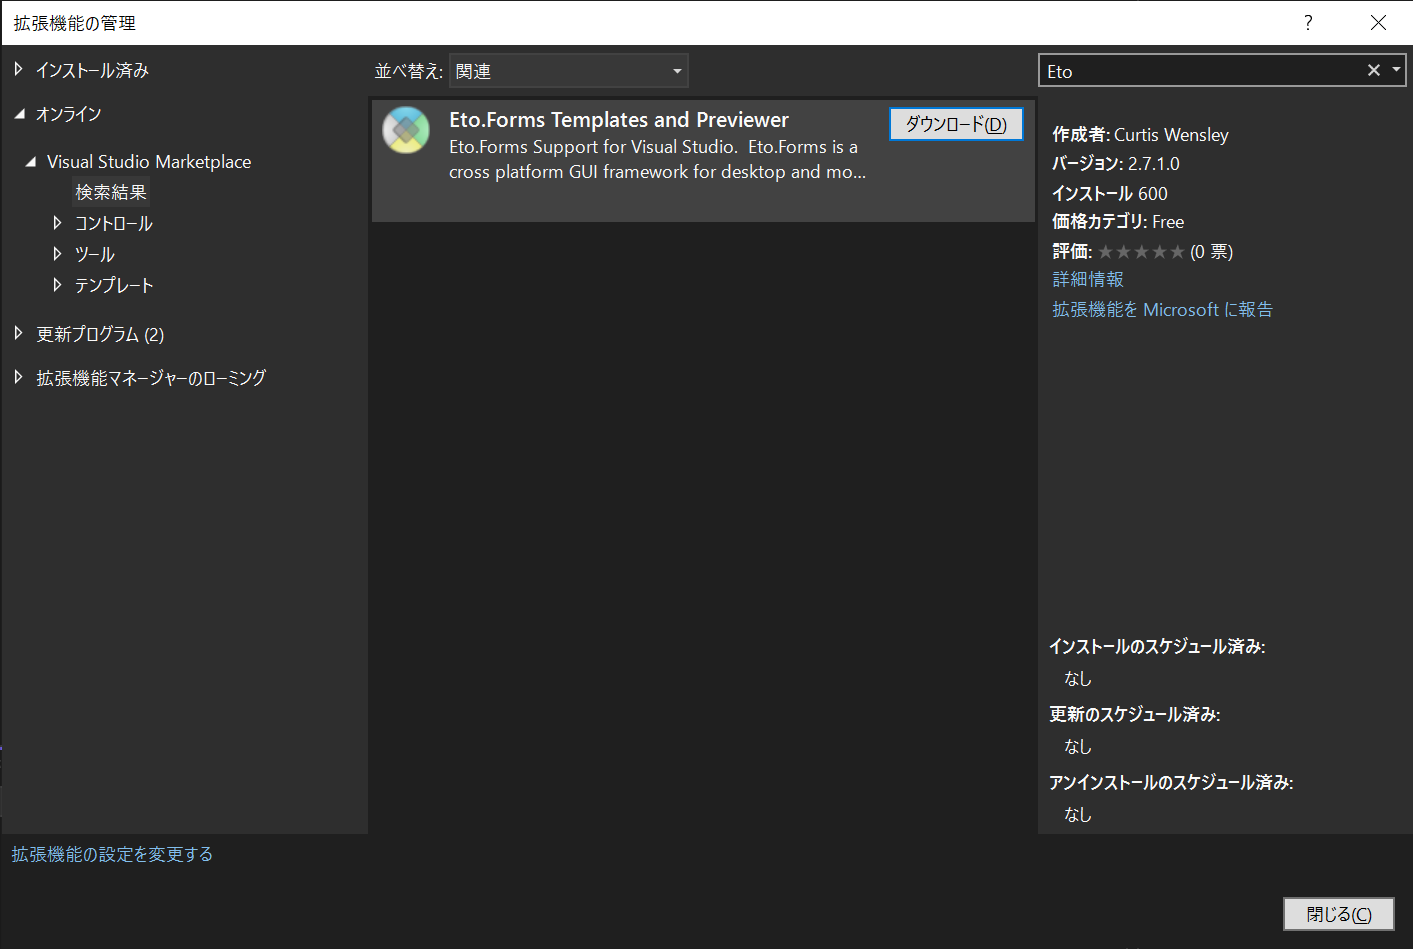 拡張機能の管理
?
インストール済み
オンライン
Visual Studio Marketplace
検索結果
コントロール
ツール
テンプレート
更新プログラム (2)
拡張機能マネージャーのローミング
並べ替え: 関連
Eto.Forms Templates and Previewer
ダウンロード(D)
Eto.Forms Support for Visual Studio.  Eto.Forms is a
cross platform GUI framework for desktop and mo...
Eto
作成者: Curtis Wensley
バージョン: 2.7.1.0
インストール 600
価格カテゴリ: Free
評価: ★★★★★ (0 票)
詳細情報
拡張機能を Microsoft に報告
インストールのスケジュール済み:
なし
更新のスケジュール済み:
なし
アンインストールのスケジュール済み:
なし
拡張機能の設定を変更する
閉じる(C)